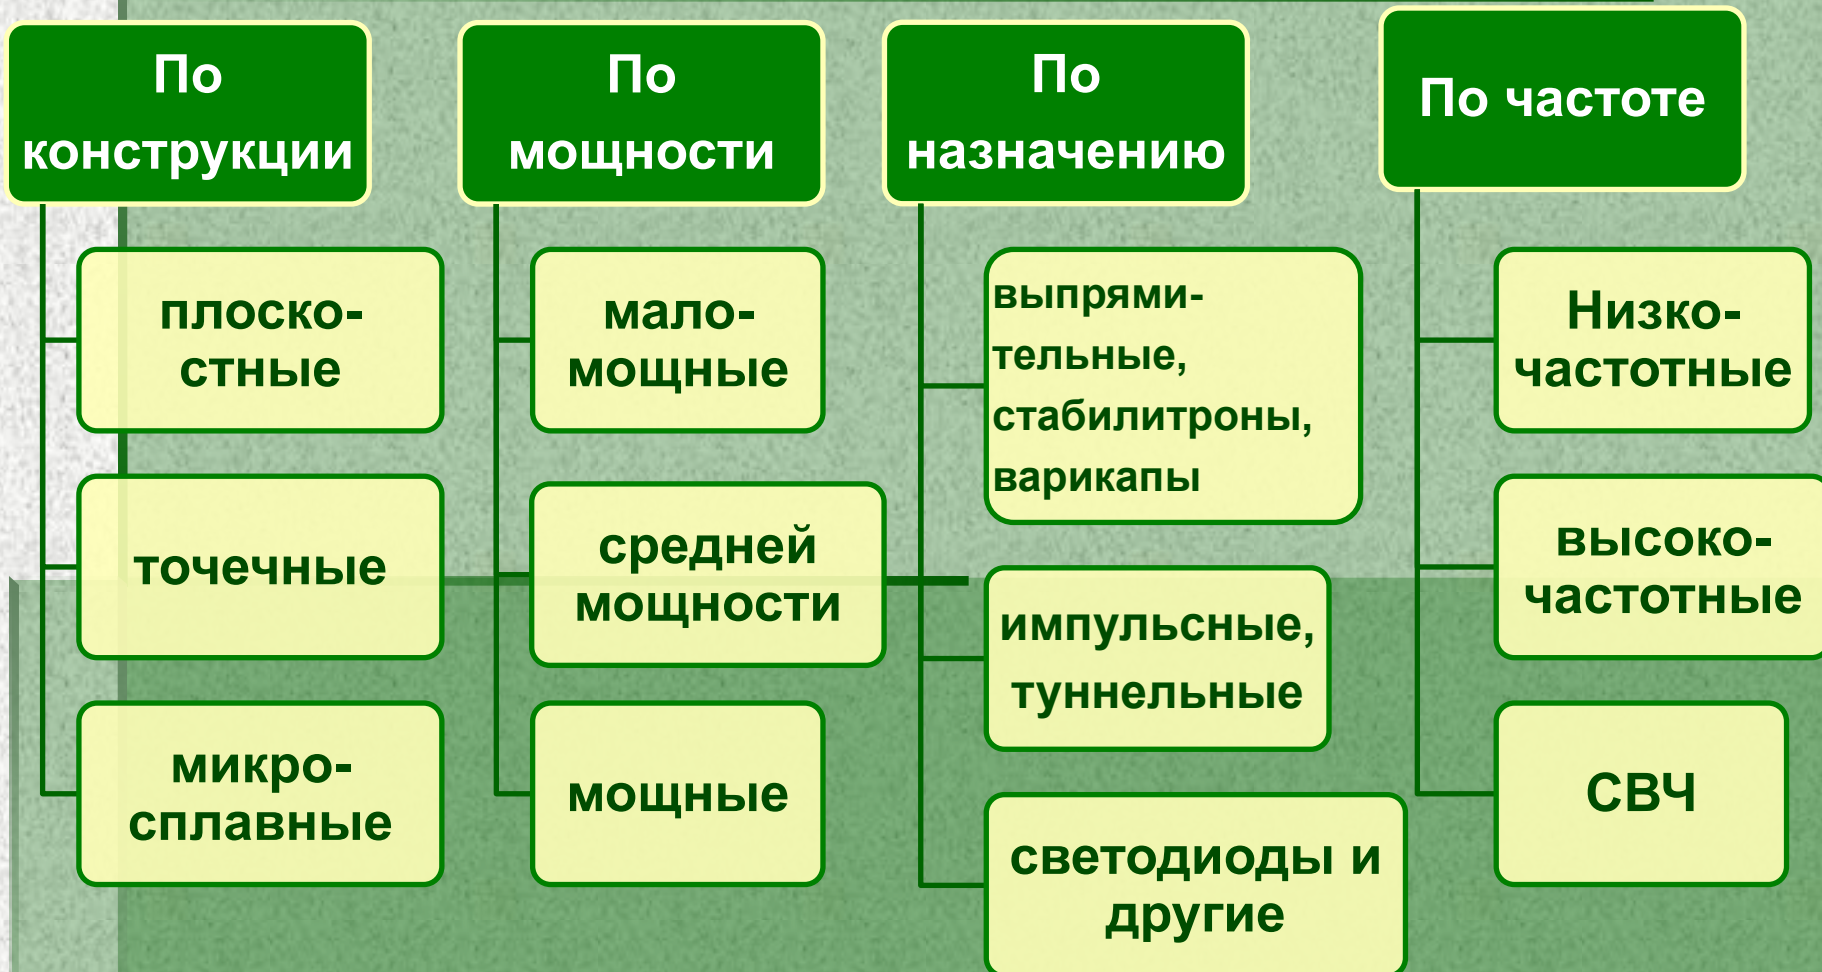 По
конструкции
плоско-
стные
точечные
микро-
сплавные
По
мощности
мало-
мощные
средней
мощности
мощные
По
назначению
выпрями-
тельные,
стабилитроны,
варикапы
импульсные,
туннельные
светодиоды и
другие
По частоте
Низко-
частотные
высоко-
частотные
СВЧ